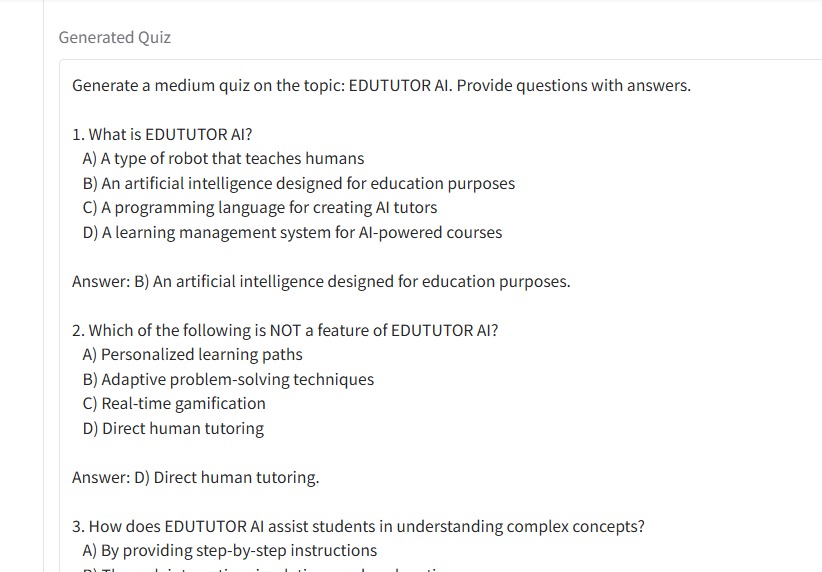 Generated Quiz
Generate a medium quiz on the topic: EDUTUTOR AI. Provide questions with answers.
1. What is EDUTUTOR AI?
A) A type of robot that teaches humans
B) An artificial intelligence designed for education purposes
C) A programming language for creating AI tutors
D) A learning management system for AI-powered courses
Answer: B) An artificial intelligence designed for education purposes.
2. Which of the following is NOT a feature of EDUTUTOR AI?
A) Personalized learning paths
B) Adaptive problem-solving techniques
C) Real-time gamification
D) Direct human tutoring
Answer: D) Direct human tutoring.
3. How does EDUTUTOR AI assist students in understanding complex concepts?
A) By providing step-by-step instructions